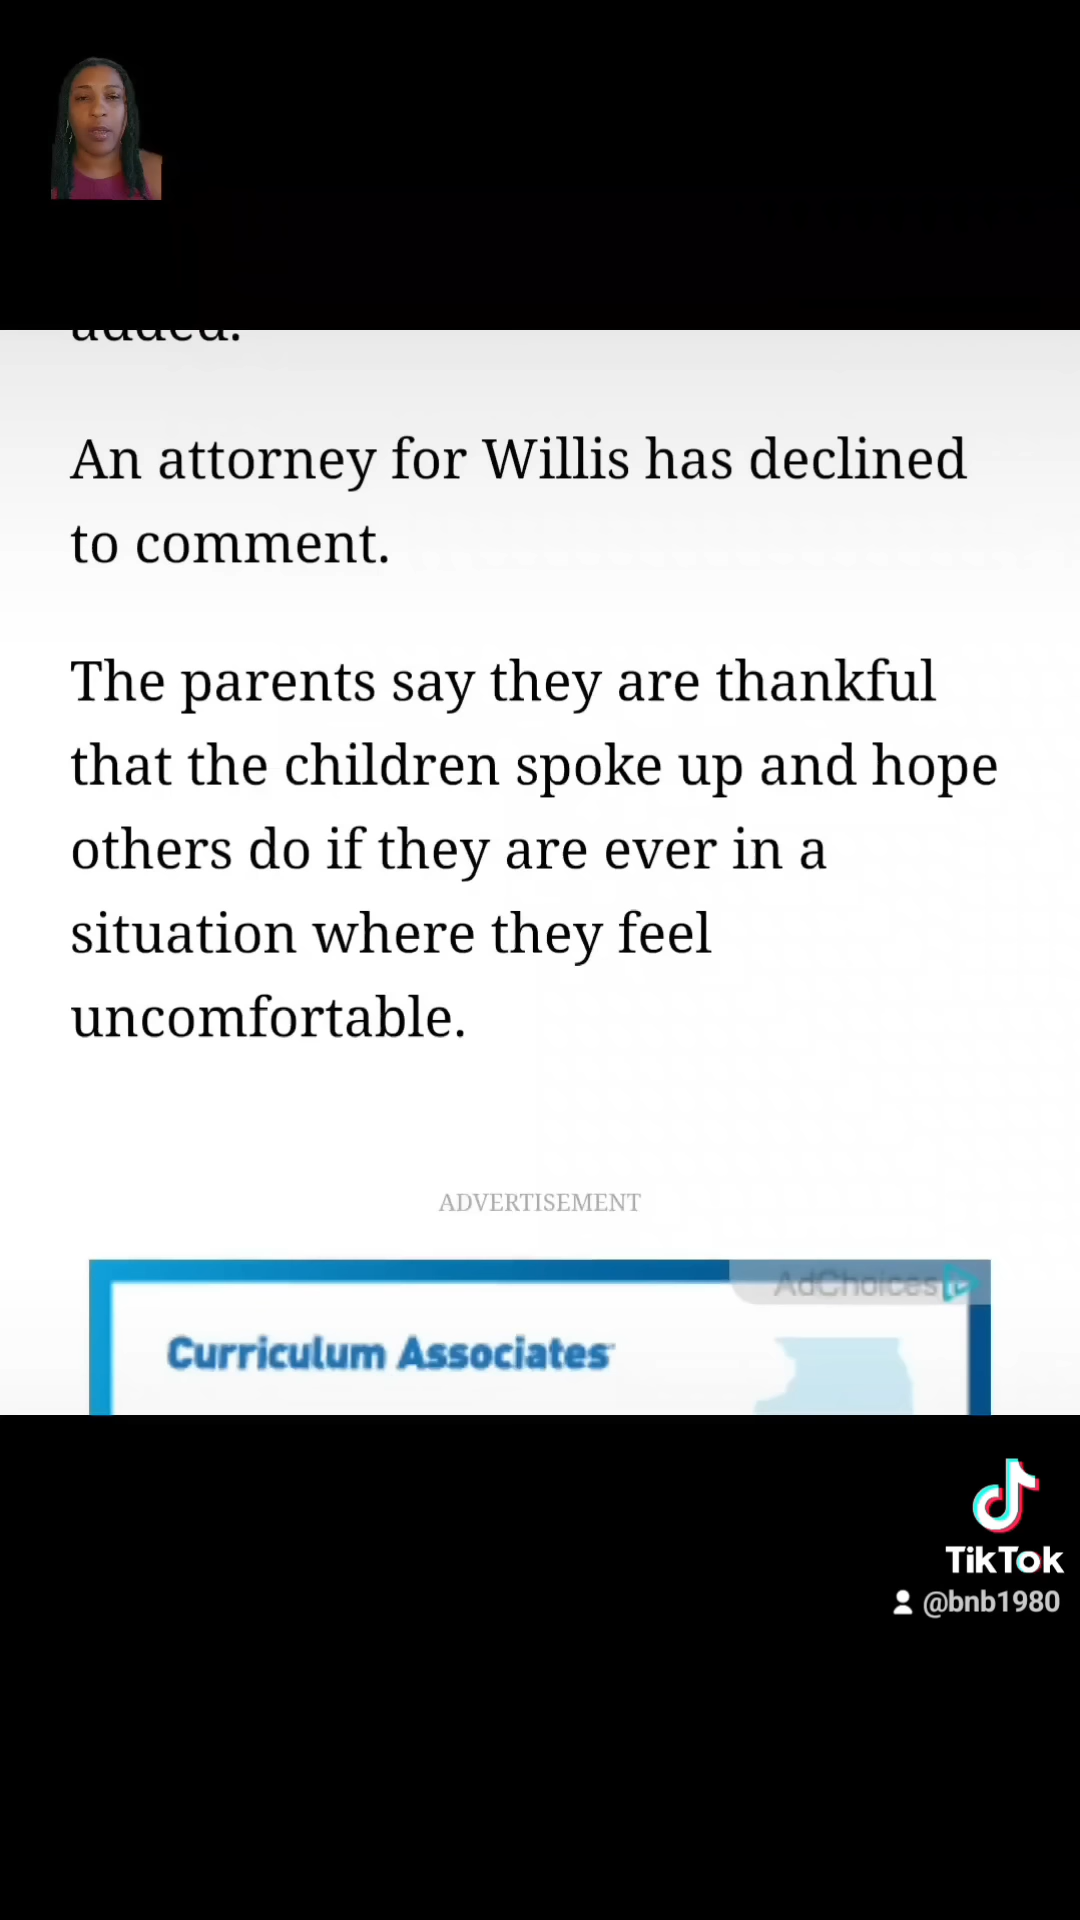 added.
An attorney for Willis has declined
to comment.
The parents say they are thankful
that the children spoke up and hope
others do if they are ever in a
situation where they feel
uncomfortable.
ADVERTISEMENT
AdChoices
Curriculum Associates
TikTok
@bnb1980